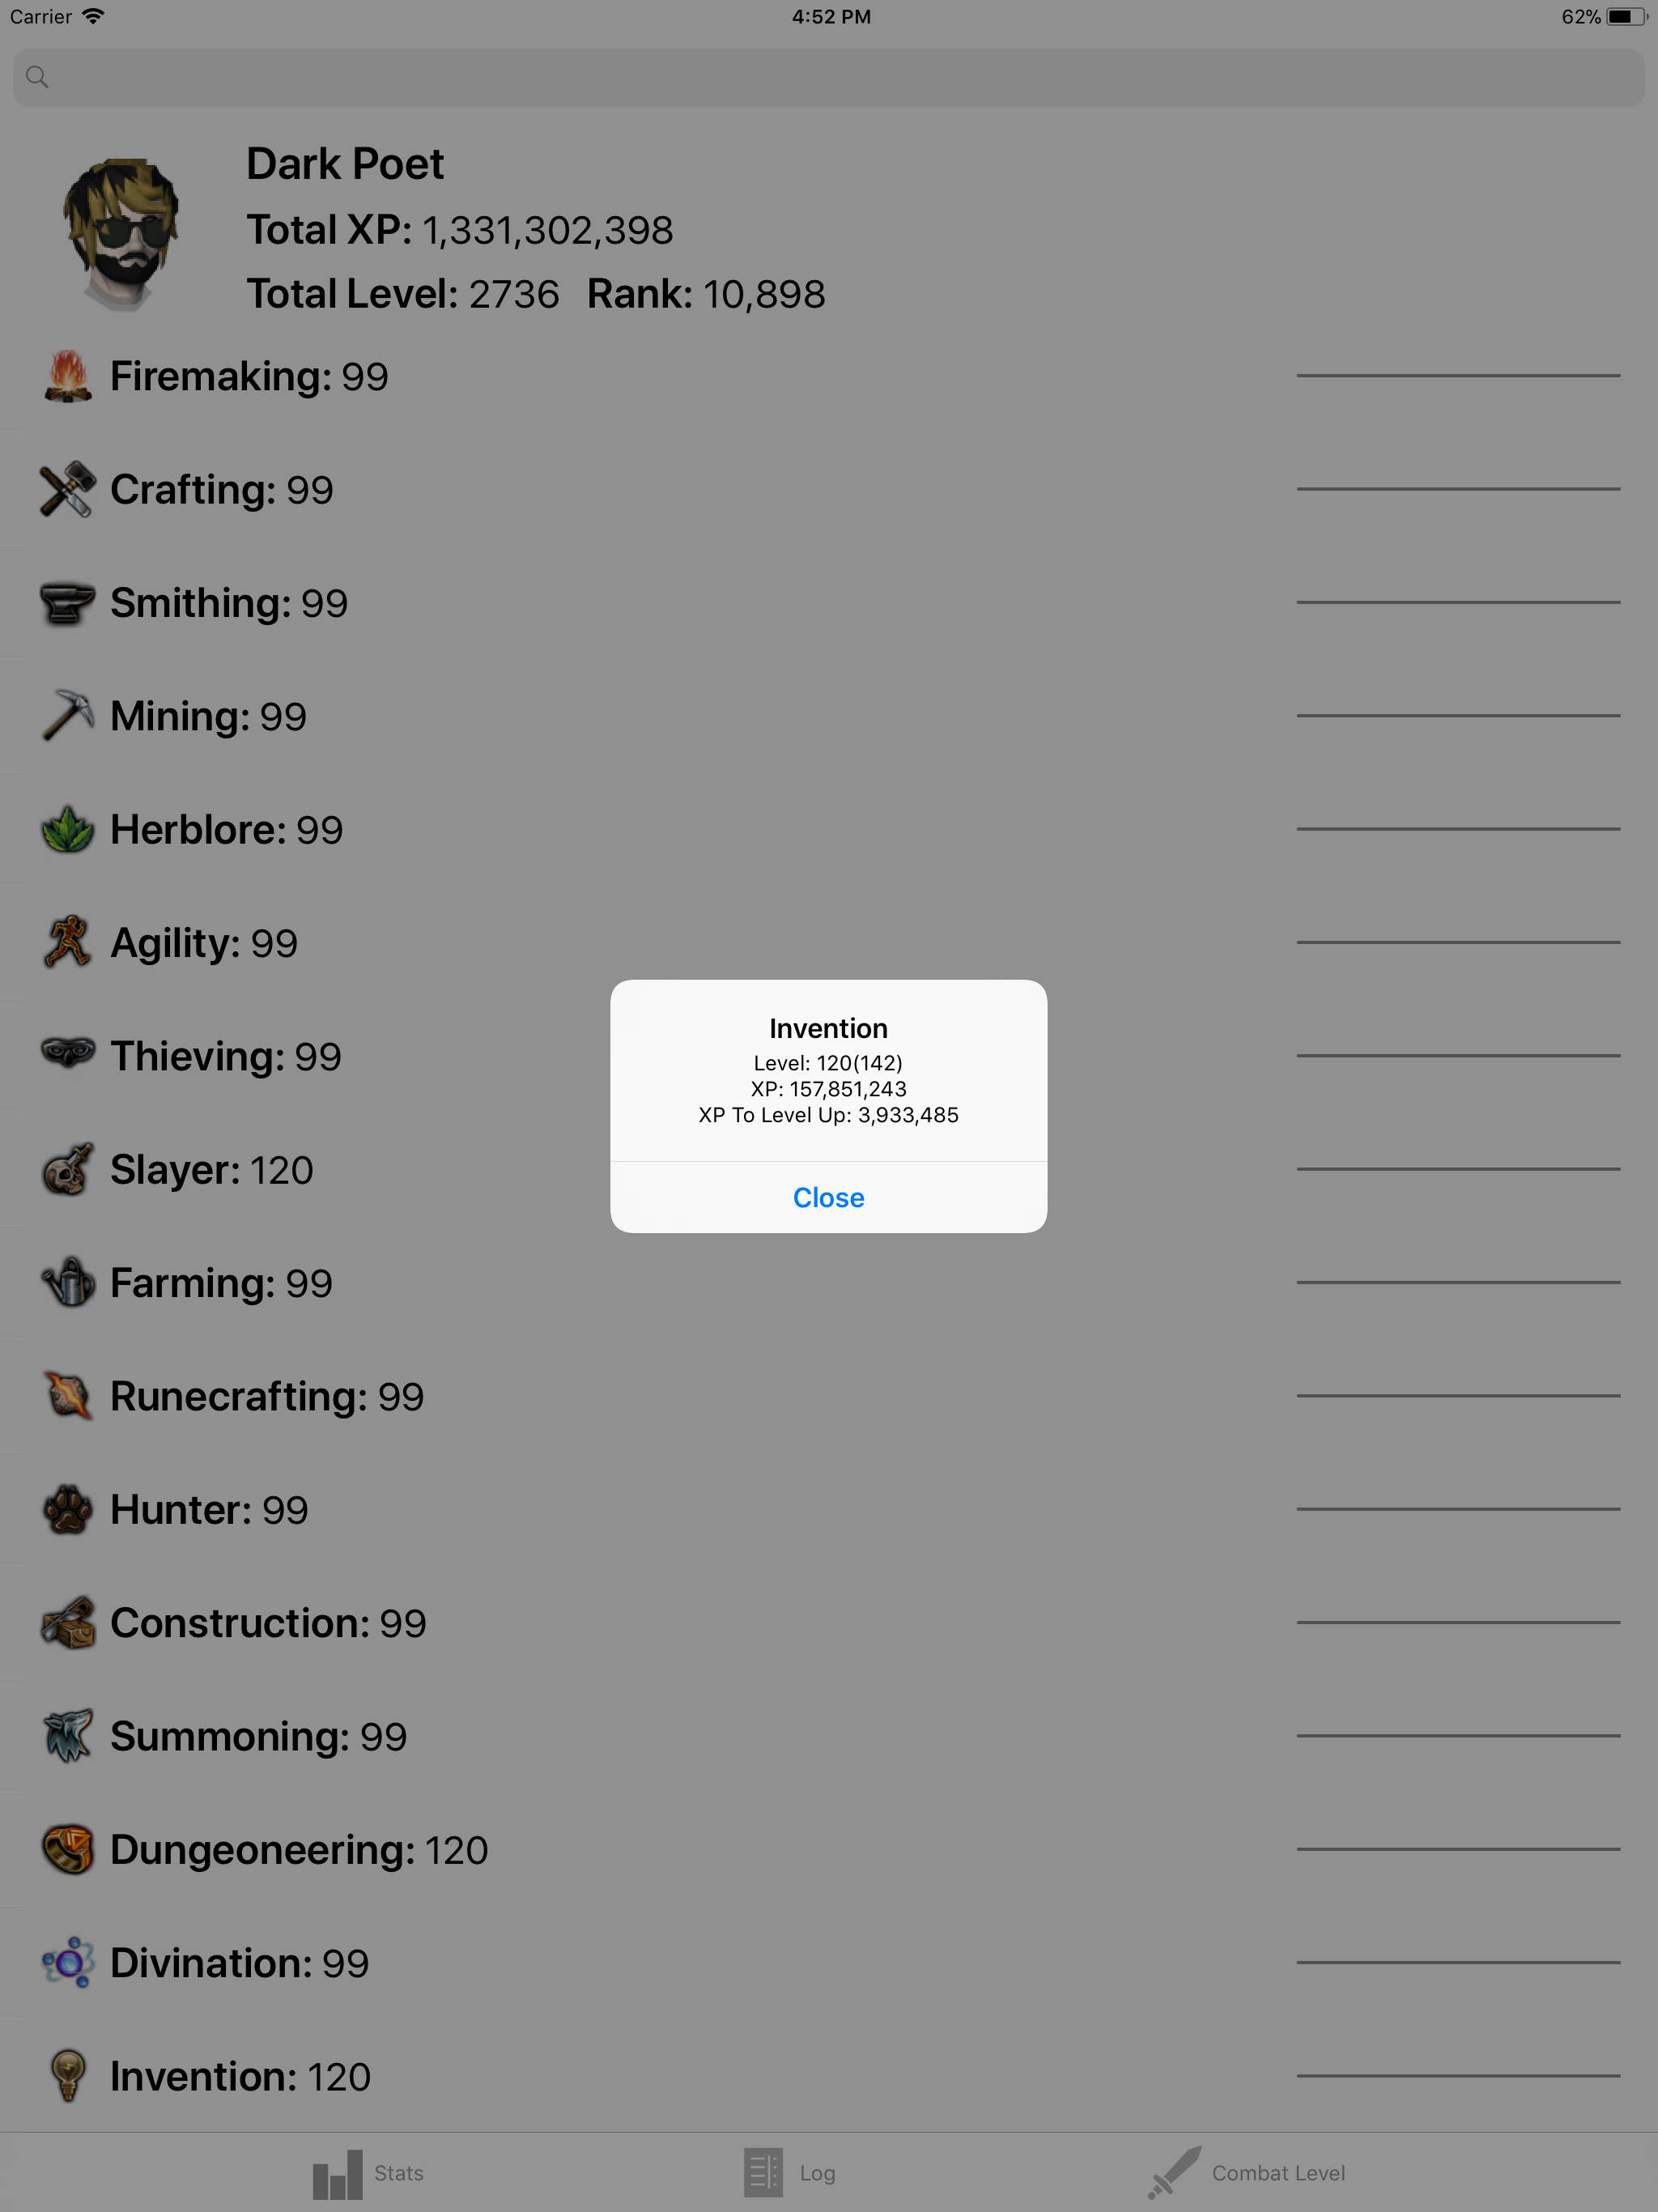 Carrier 4:52 PM 62%
Dark Poet
Total XP: 1,331,302,398
Total Level: 2736 Rank: 10,898
Firemaking: 99
Crafting: 99
Smithing: 99
Mining: 99
Herblore: 99
Agility: 99
Invention
Level: 120(142)
Thieving: 99
XP: 157,851,243
XP To Level Up: 3,933,485
Slayer: 120
Close
Farming: 99
Runecrafting: 99
Hunter: 99
Construction: 99
Summoning: 99
Dungeoneering: 120
Divination: 99
Invention: 120
Stats Log Combat Level